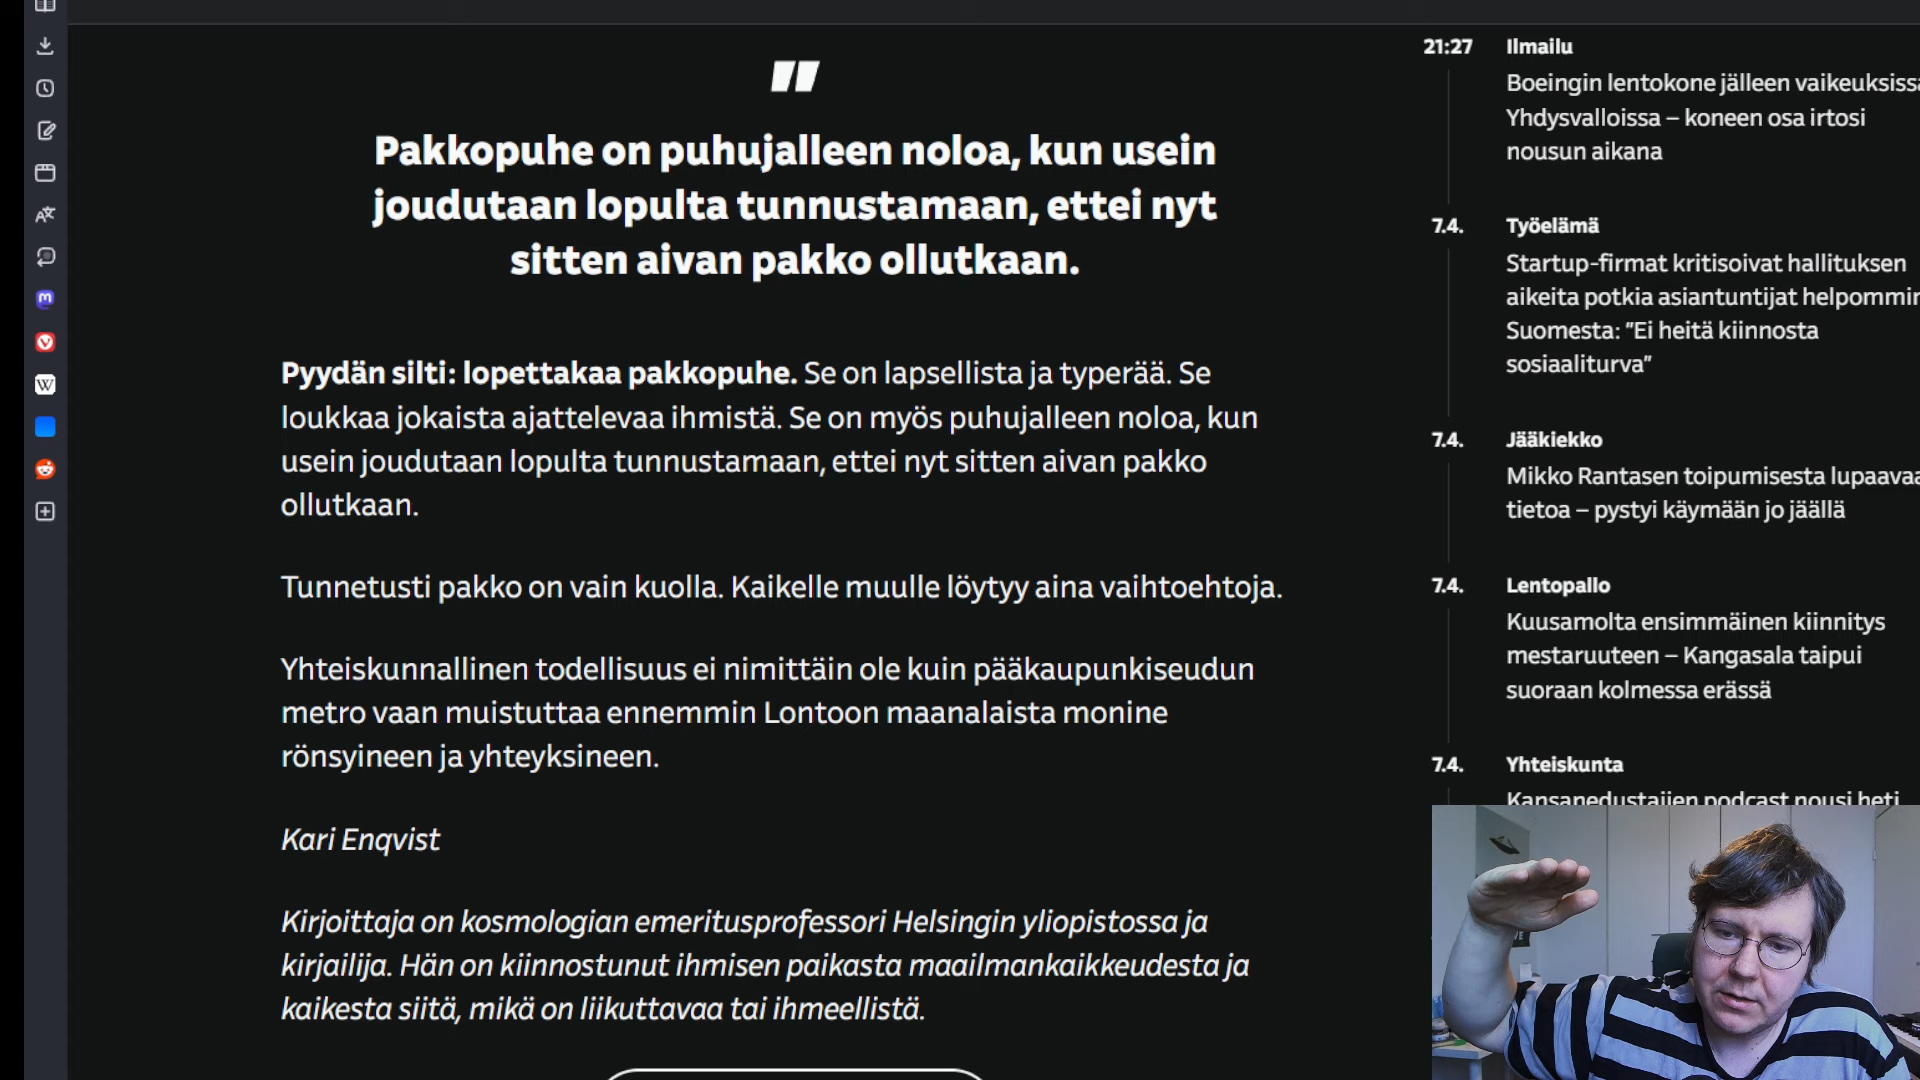 "
Pakkopuhe on puhujalleen noloa, kun usein
joudutaan lopulta tunnustamaan, ettei nyt
sitten aivan pakko ollutkaan.
Pyydän silti: lopettakaa pakkopuhe. Se on lapsellista ja typerää. Se
loukkaa jokaista ajattelevaa ihmistä. Se on myös puhujalleen noloa, kun
usein joudutaan lopulta tunnustamaan, ettei nyt sitten aivan pakko
ollutkaan.
Tunnetusti pakko on vain kuolla. Kaikelle muulle löytyy aina vaihtoehtoja.
Yhteiskunnallinen todellisuus ei nimittäin ole kuin pääkaupunkiseudun
metro vaan muistuttaa ennemmin Lontoon maanalaista monine
rönsyineen ja yhteyksineen.
Kari Enqvist
Kirjoittaja on kosmologian emeritusprofessori Helsingin yliopistossa ja
kirjailija. Hän on kiinnostunut ihmisen paikasta maailmankaikkeudesta ja
kaikesta siitä, mikä on liikuttavaa tai ihmeellistä.
21:27 Ilmailu
Boeingin lentokone jälleen vaikeuksissa
Yhdysvalloissa – koneen osa irtosi
nousun aikana
7.4. Työelämä
Startup-firmat kritisoivat hallituksen
aikeita potkia asiantuntijat helpommin
Suomesta: ”Ei heitä kiinnosta
sosiaaliturva”
7.4. Jääkiekko
Mikko Rantasen toipumisesta lupaavaa
tietoa – pystyi käymään jo jäällä
7.4. Lentopallo
Kuusamolta ensimmäinen kiinnitys
mestaruuteen – Kangasala taipui
suoraan kolmessa erässä
7.4. Yhteiskunta
Kansanedustajien podcast nousi heti